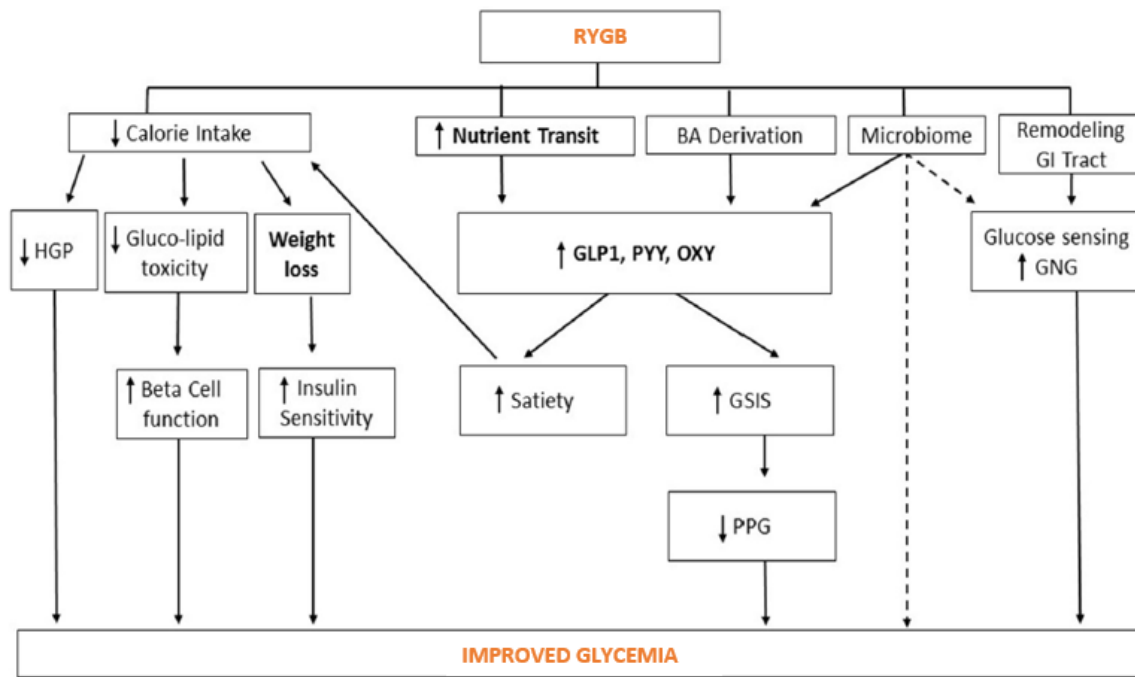 RYGB
↓ Calorie Intake
↑ Nutrient Transit
BA Derivation
Microbiome
Remodeling
GI Tract
↓ HGP
↓ Gluco-lipid
toxicity
Weight
loss
↑ GLP1, PYY, OXY
Glucose sensing
↑ GNG
↑ Beta Cell
function
↑ Insulin
Sensitivity
↑ Satiety
↑ GSIS
↓ PPG
IMPROVED GLYCEMIA